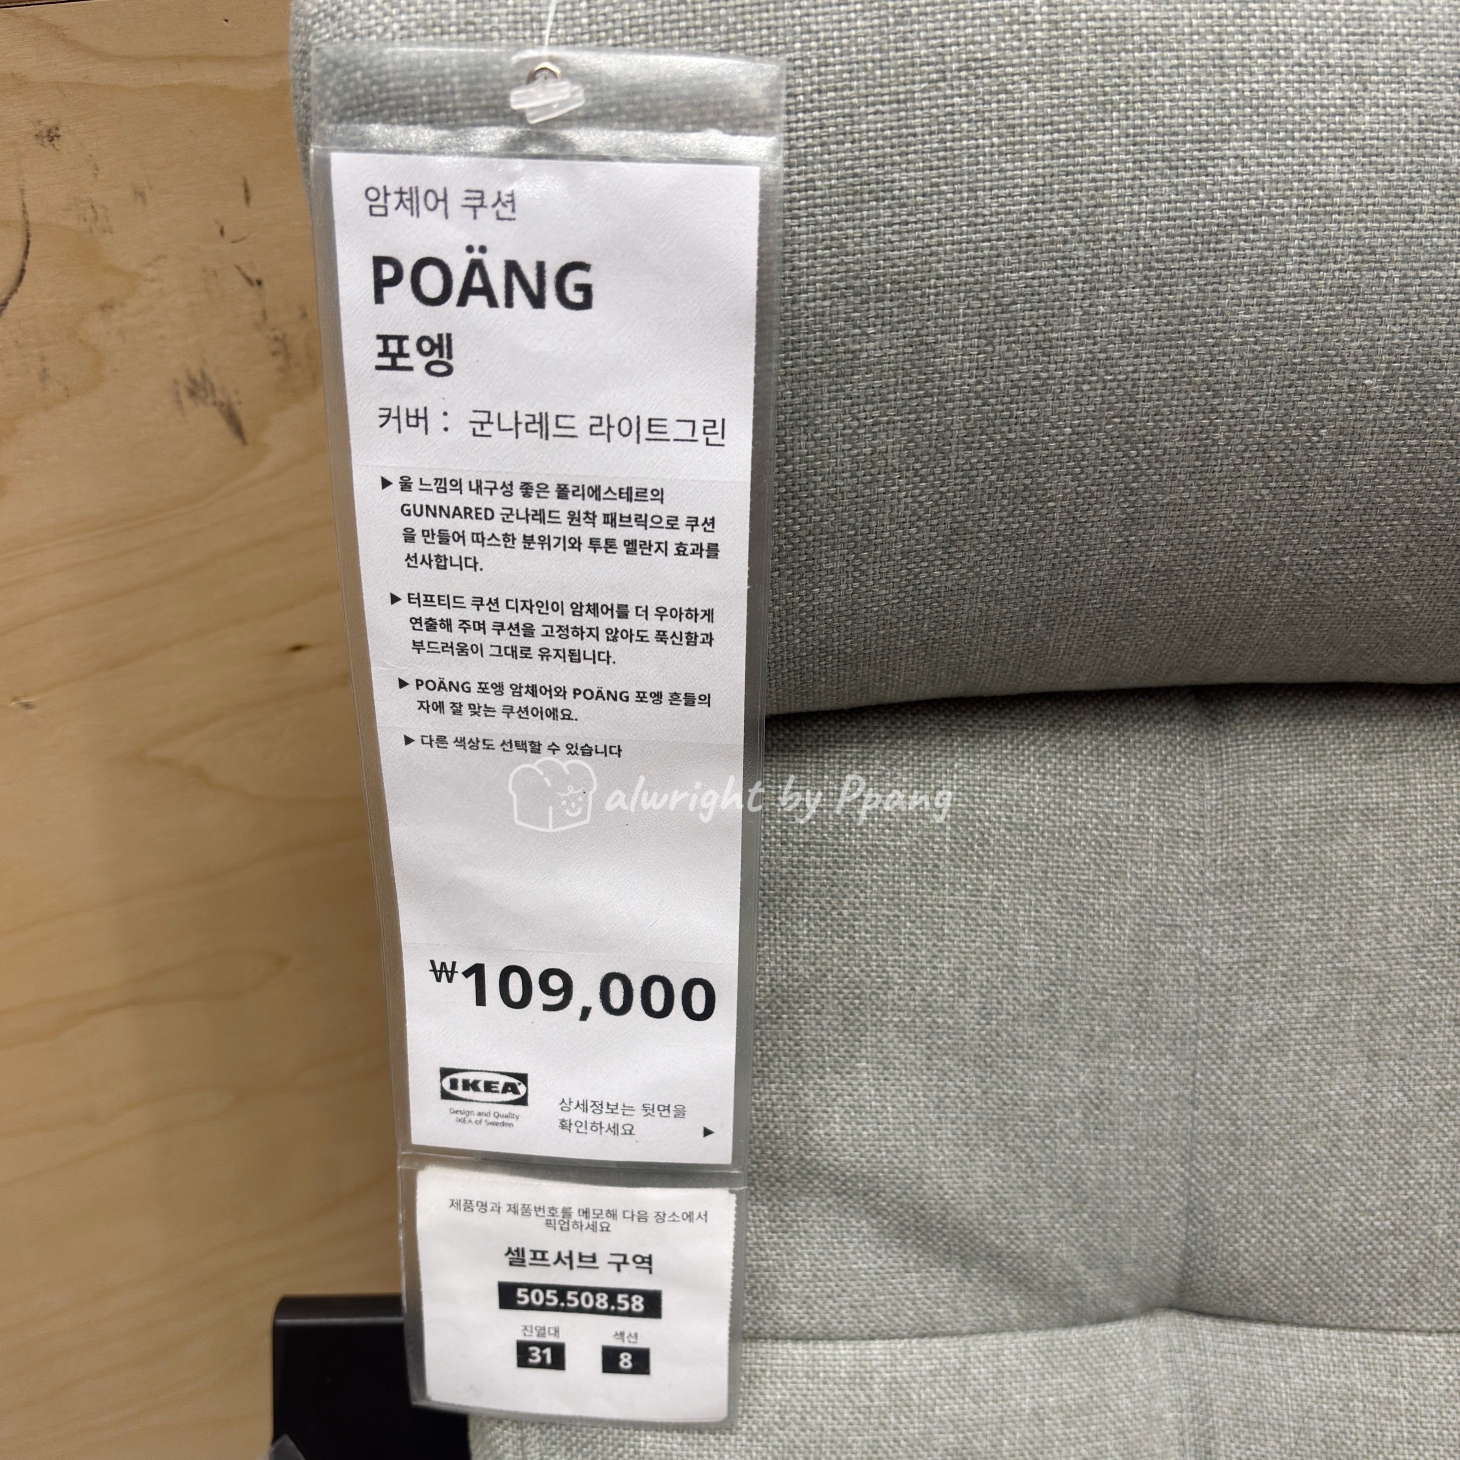 암체어 쿠션
POÄNG
포엥
커버 : 군나레드 라이트그린
▶ 울 느낌의 내구성 좋은 폴리에스테르의
GUNNARED 군나레드 원착 패브릭으로 쿠션
을 만들어 따스한 분위기와 투톤 멜란지 효과를
선사합니다.
▶ 터프티드 쿠션 디자인이 암체어를 더 우아하게
연출해 주며 쿠션을 고정하지 않아도 푹신함과
부드러움이 그대로 유지됩니다.
▶ POÄNG 포엥 암체어와 POÄNG 포엥 흔들의
자에 잘 맞는 쿠션이에요.
▶ 다른 색상도 선택할 수 있습니다
alwright by Ppang
₩109,000
IKEA
Design and Quality
IKEA of Sweden
상세정보는 뒷면을
확인하세요 ▶
제품명과 제품번호를 메모해 다음 장소에서
픽업하세요
셀프서브 구역
505.508.58
진열대 섹션
31 8